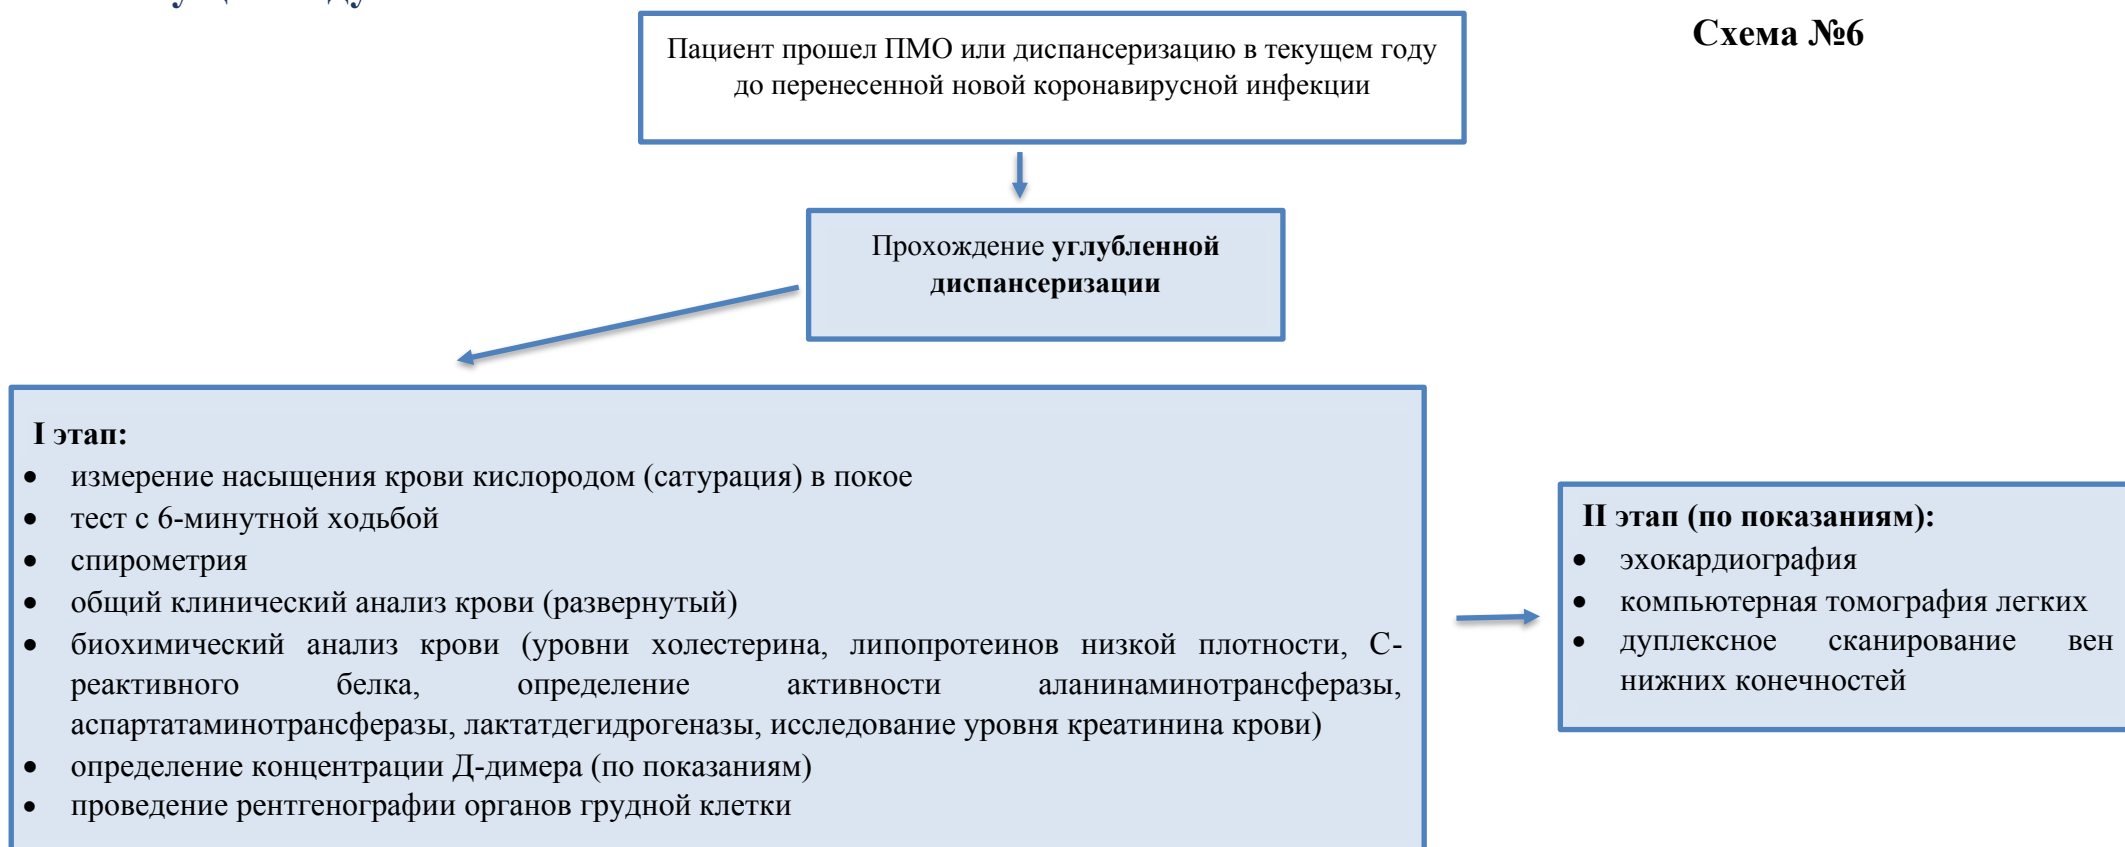 Схема №6
Пациент прошел ПМО или диспансеризацию в текущем году
до перенесенной новой коронавирусной инфекции
Прохождение углубленной
диспансеризации
I этап:
• измерение насыщения крови кислородом (сатурация) в покое
• тест с 6-минутной ходьбой
• спирометрия
• общий клинический анализ крови (развернутый)
• биохимический анализ крови (уровни холестерина, липопротеинов низкой плотности, С-
реактивного белка, определение активности аланинаминотрансферазы,
аспартатаминотрансферазы, лактатдегидрогеназы, исследование уровня креатинина крови)
• определение концентрации Д-димера (по показаниям)
• проведение рентгенографии органов грудной клетки
II этап (по показаниям):
• эхокардиография
• компьютерная томография легких
• дуплексное сканирование вен
нижних конечностей